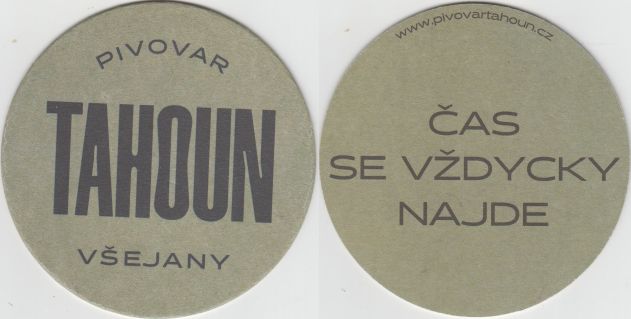 PIVOVAR
TAHOUN
VŠEJANY
www.pivovartahoun.cz
ČAS
SE VŽDYCKY
NAJDE